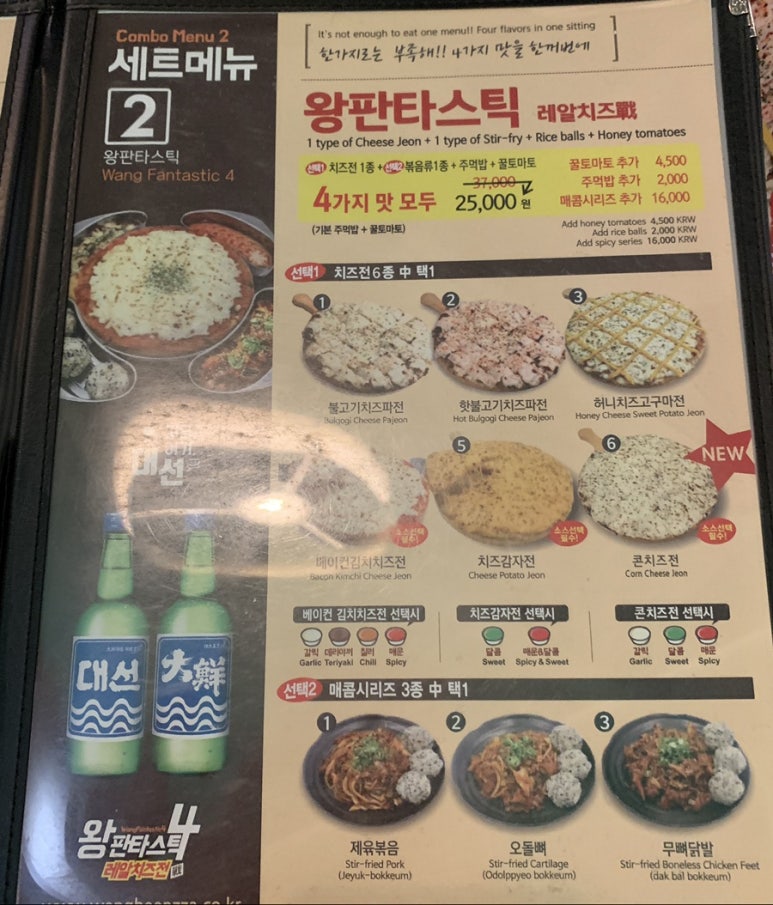 Combo Menu 2
세트메뉴
2
왕판타스틱
Wang Fantastic 4
It's not enough to eat one menu!! Four flavors in one sitting
한가지로는 부족해!! 4가지 맛을 한꺼번에
왕판타스틱 레알치즈戰
1 type of Cheese Jeon + 1 type of Stir-fry + Rice balls + Honey tomatoes
선택1 치즈전 1종 + 선택2 볶음류1종 + 주먹밥 + 꿀토마토
37,000
4가지 맛 모두 25,000 원
(기본 주먹밥 + 꿀토마토)
꿀토마토 추가 4,500
주먹밥 추가 2,000
매콤시리즈 추가 16,000
Add honey tomatoes 4,500 KRW
Add rice balls 2,000 KRW
Add spicy series 16,000 KRW
선택1 치즈전6종 中 택1
1
2
3
불고기치즈파전
Bulgogi Cheese Pajeon
핫불고기치즈파전
Hot Bulgogi Cheese Pajeon
허니치즈고구마전
Honey Cheese Sweet Potato Jeon
5
6
NEW
소스선택
필수!
소스선택
필수!
소스선택
필수!
베이컨김치치즈전
Bacon Kimchi Cheese Jeon
치즈감자전
Cheese Potato Jeon
콘치즈전
Corn Cheese Jeon
베이컨 김치치즈전 선택시
갈릭 데리야끼 칠리 매운
Garlic Teriyaki Chili Spicy
치즈감자전 선택시
달콤 매운&달콤
Sweet Spicy & Sweet
콘치즈전 선택시
갈릭 달콤 매운
Garlic Sweet Spicy
선택2 매콤시리즈 3종 中 택1
1
2
3
제육볶음
Stir-fried Pork
(Jeyuk-bokkeum)
오돌뼈
Stir-fried Cartilage
(Odolppyeo bokkeum)
무뼈닭발
Stir-fried Boneless Chicken Feet
(dak bal bokkeum)
대선
대선
大鮮
WangFantastic4
왕판타스틱4
레알치즈전